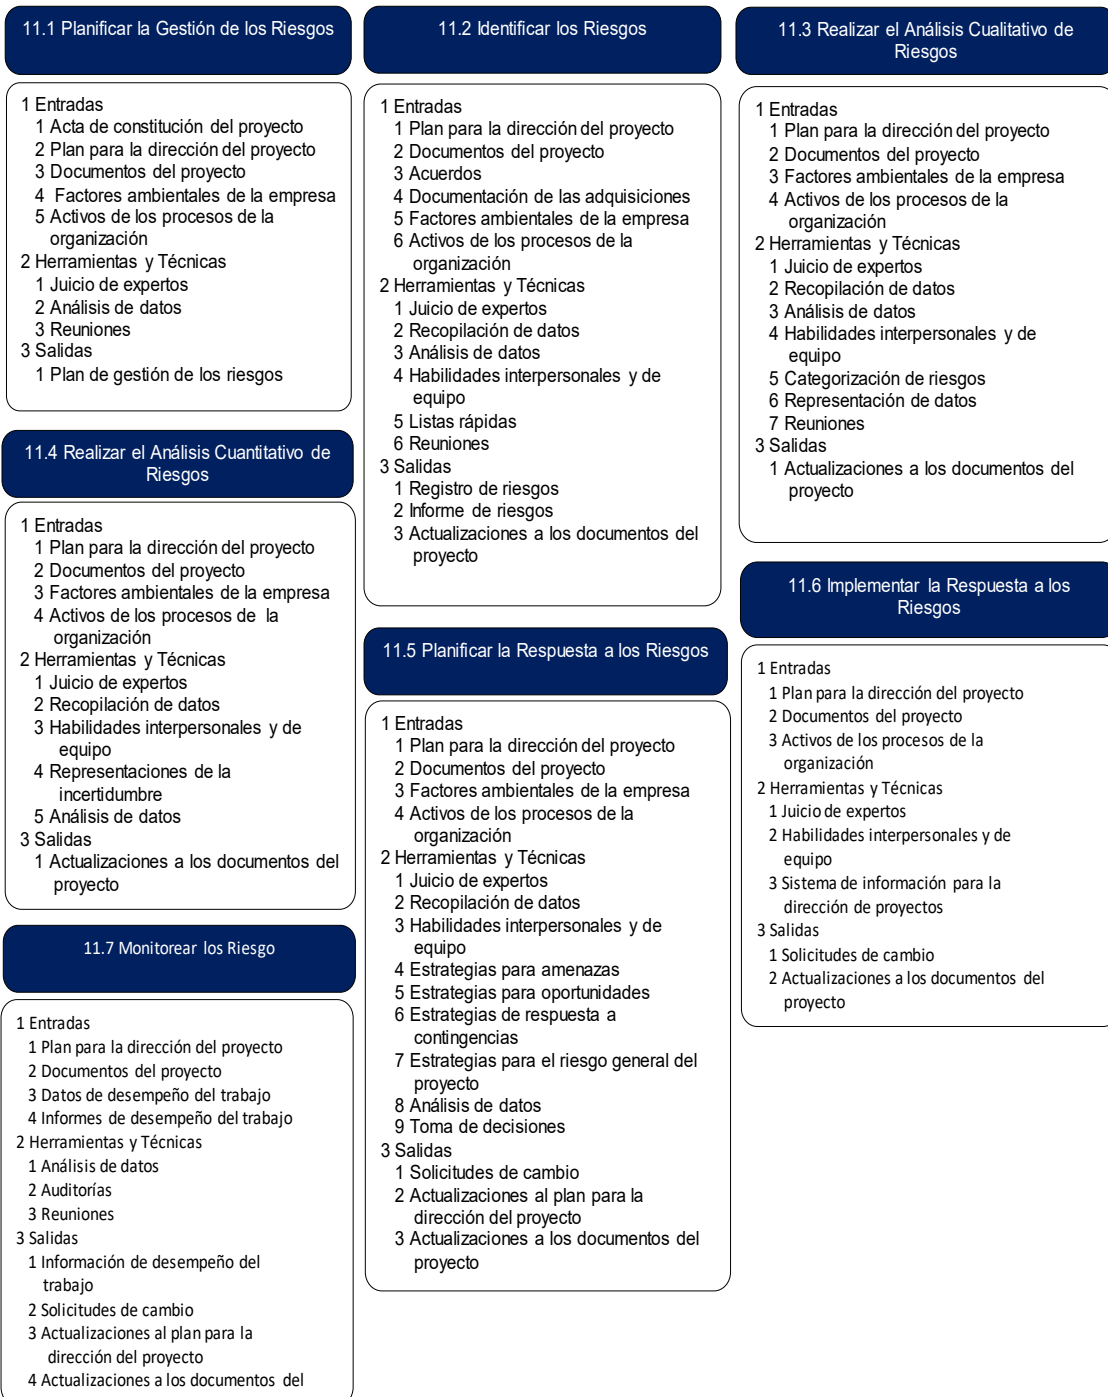 11.1 Planificar la Gestión de los Riesgos
1 Entradas
1 Acta de constitución del proyecto
2 Plan para la dirección del proyecto
3 Documentos del proyecto
4 Factores ambientales de la empresa
5 Activos de los procesos de la
organización
2 Herramientas y Técnicas
1 Juicio de expertos
2 Análisis de datos
3 Reuniones
3 Salidas
1 Plan de gestión de los riesgos
11.2 Identificar los Riesgos
1 Entradas
1 Plan para la dirección del proyecto
2 Documentos del proyecto
3 Acuerdos
4 Documentación de las adquisiciones
5 Factores ambientales de la empresa
6 Activos de los procesos de la
organización
2 Herramientas y Técnicas
1 Juicio de expertos
2 Recopilación de datos
3 Análisis de datos
4 Habilidades interpersonales y de
equipo
5 Listas rápidas
6 Reuniones
3 Salidas
1 Registro de riesgos
2 Informe de riesgos
3 Actualizaciones a los documentos del
proyecto
11.3 Realizar el Análisis Cualitativo de
Riesgos
1 Entradas
1 Plan para la dirección del proyecto
2 Documentos del proyecto
3 Factores ambientales de la empresa
4 Activos de los procesos de la
organización
2 Herramientas y Técnicas
1 Juicio de expertos
2 Recopilación de datos
3 Análisis de datos
4 Habilidades interpersonales y de
equipo
5 Categorización de riesgos
6 Representación de datos
7 Reuniones
3 Salidas
1 Actualizaciones a los documentos del
proyecto
11.4 Realizar el Análisis Cuantitativo de
Riesgos
1 Entradas
1 Plan para la dirección del proyecto
2 Documentos del proyecto
3 Factores ambientales de la empresa
4 Activos de los procesos de la
organización
2 Herramientas y Técnicas
1 Juicio de expertos
2 Recopilación de datos
3 Habilidades interpersonales y de
equipo
4 Representaciones de la
incertidumbre
5 Análisis de datos
3 Salidas
1 Actualizaciones a los documentos del
proyecto
11.5 Planificar la Respuesta a los Riesgos
1 Entradas
1 Plan para la dirección del proyecto
2 Documentos del proyecto
3 Factores ambientales de la empresa
4 Activos de los procesos de la
organización
2 Herramientas y Técnicas
1 Juicio de expertos
2 Recopilación de datos
3 Habilidades interpersonales y de
equipo
4 Estrategias para amenazas
5 Estrategias para oportunidades
6 Estrategias de respuesta a
contingencias
7 Estrategias para el riesgo general del
proyecto
8 Análisis de datos
9 Toma de decisiones
3 Salidas
1 Solicitudes de cambio
2 Actualizaciones al plan para la
dirección del proyecto
3 Actualizaciones a los documentos del
proyecto
11.6 Implementar la Respuesta a los
Riesgos
1 Entradas
1 Plan para la dirección del proyecto
2 Documentos del proyecto
3 Activos de los procesos de la
organización
2 Herramientas y Técnicas
1 Juicio de expertos
2 Habilidades interpersonales y de
equipo
3 Sistema de información para la
dirección de proyectos
3 Salidas
1 Solicitudes de cambio
2 Actualizaciones a los documentos del
proyecto
11.7 Monitorear los Riesgo
1 Entradas
1 Plan para la dirección del proyecto
2 Documentos del proyecto
3 Datos de desempeño del trabajo
4 Informes de desempeño del trabajo
2 Herramientas y Técnicas
1 Análisis de datos
2 Auditorías
3 Reuniones
3 Salidas
1 Información de desempeño del
trabajo
2 Solicitudes de cambio
3 Actualizaciones al plan para la
dirección del proyecto
4 Actualizaciones a los documentos del